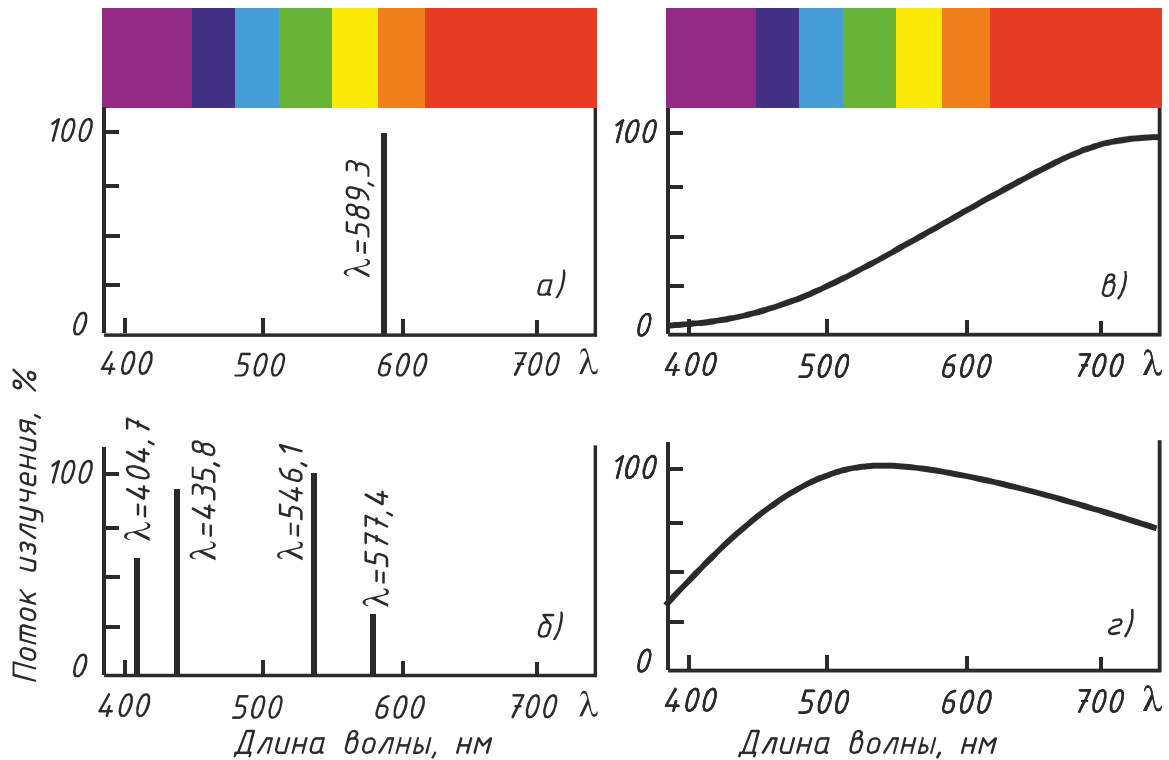 Поток излучения, %
100
0
λ=589,3
а)
400 500 600 700 λ
100
0
в)
400 500 600 700 λ
100
0
λ=404,7
λ=435,8
λ=546,1
λ=577,4
б)
400 500 600 700 λ
Длина волны, нм
100
0
г)
400 500 600 700 λ
Длина волны, нм